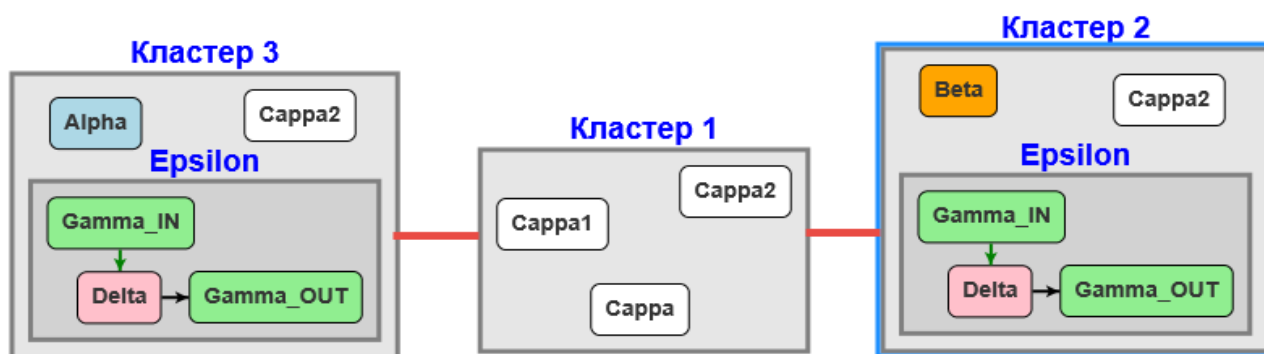 Кластер 3
Alpha
Cappa2
Epsilon
Gamma_IN
Delta
Gamma_OUT
Кластер 1
Cappa2
Cappa1
Cappa
Кластер 2
Beta
Cappa2
Epsilon
Gamma_IN
Delta
Gamma_OUT